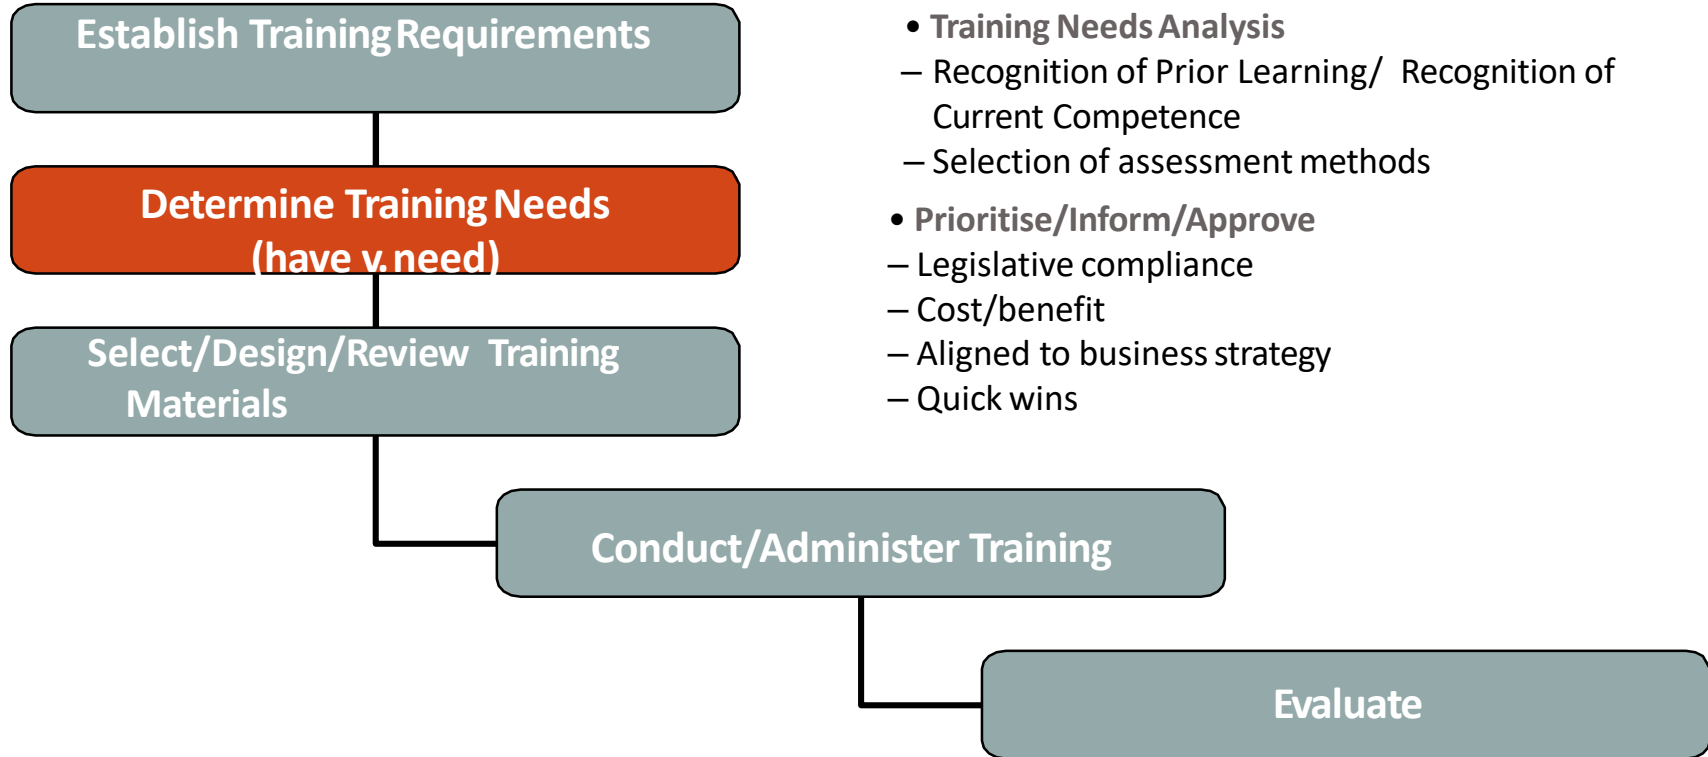 Establish Training Requirements
Determine Training Needs
(have v. need)
Select/Design/Review Training
Materials
Conduct/Administer Training
Evaluate
• Training Needs Analysis
– Recognition of Prior Learning/ Recognition of
Current Competence
– Selection of assessment methods
• Prioritise/Inform/Approve
– Legislative compliance
– Cost/benefit
– Aligned to business strategy
– Quick wins